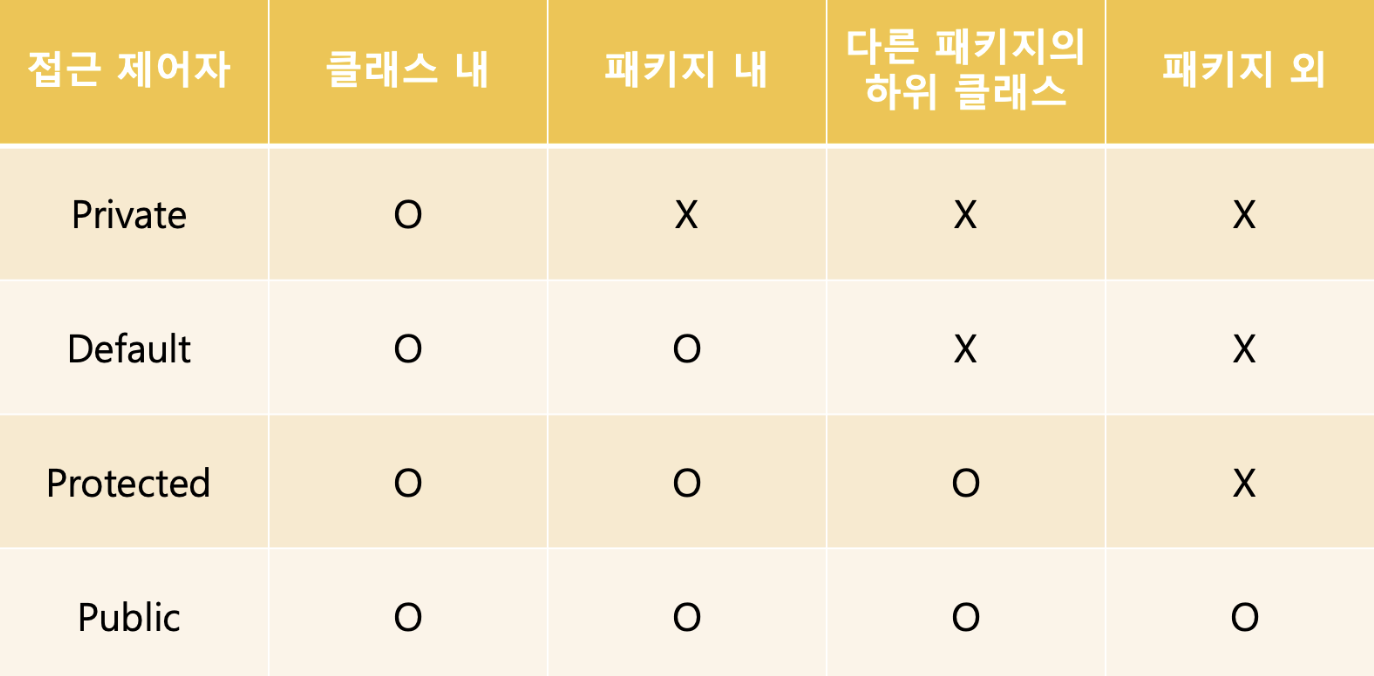 접근 제어자 클래스 내 패키지 내 다른 패키지의 하위 클래스 패키지 외
Private O X X X
Default O O X X
Protected O O O X
Public O O O O